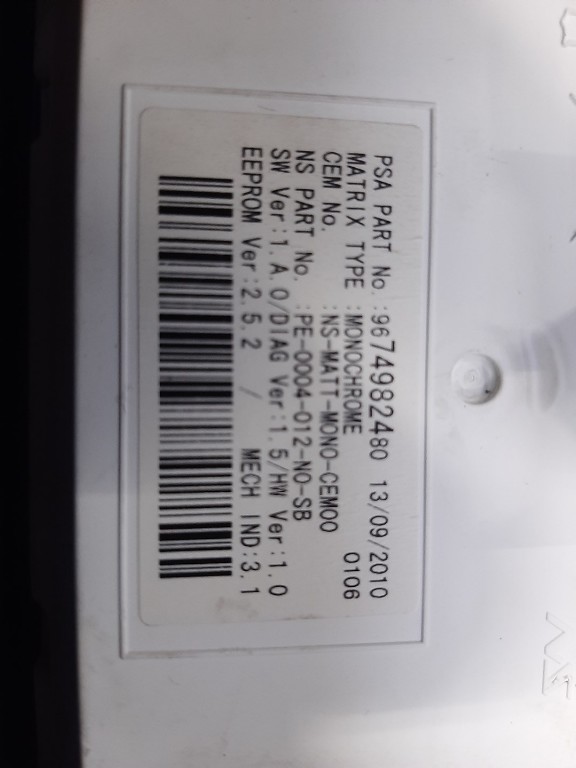 PSA PART No.:9674982480 13/09/2010
MATRIX TYPE :MONOCHROME 0106
CEM No. :NS-MATT-MONO-CEM00
NS PART No. :PE-0004-012-NO-SB
SW Ver:1.A.0/DIAG Ver:1.5/HW Ver:1.0
EEPROM Ver:2.5.2 / MECH IND:3.1